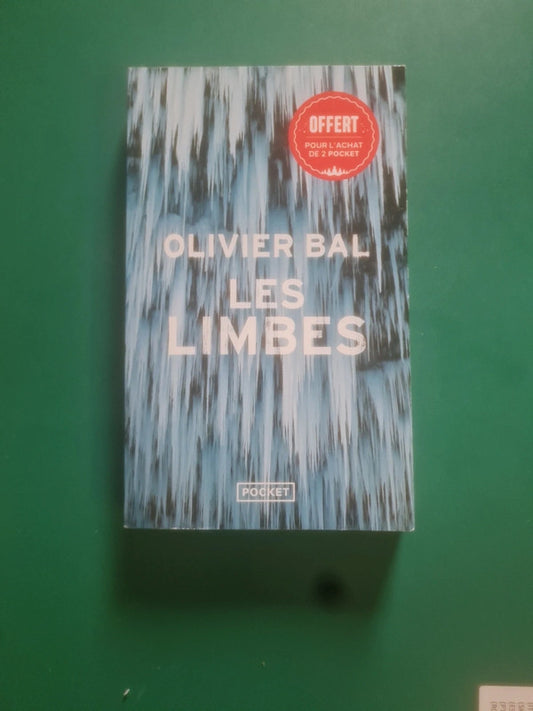 OFFERT
POUR L'ACHAT
DE 2 POCKET
OLIVIER BAL
LES
LIMBES
POCKET